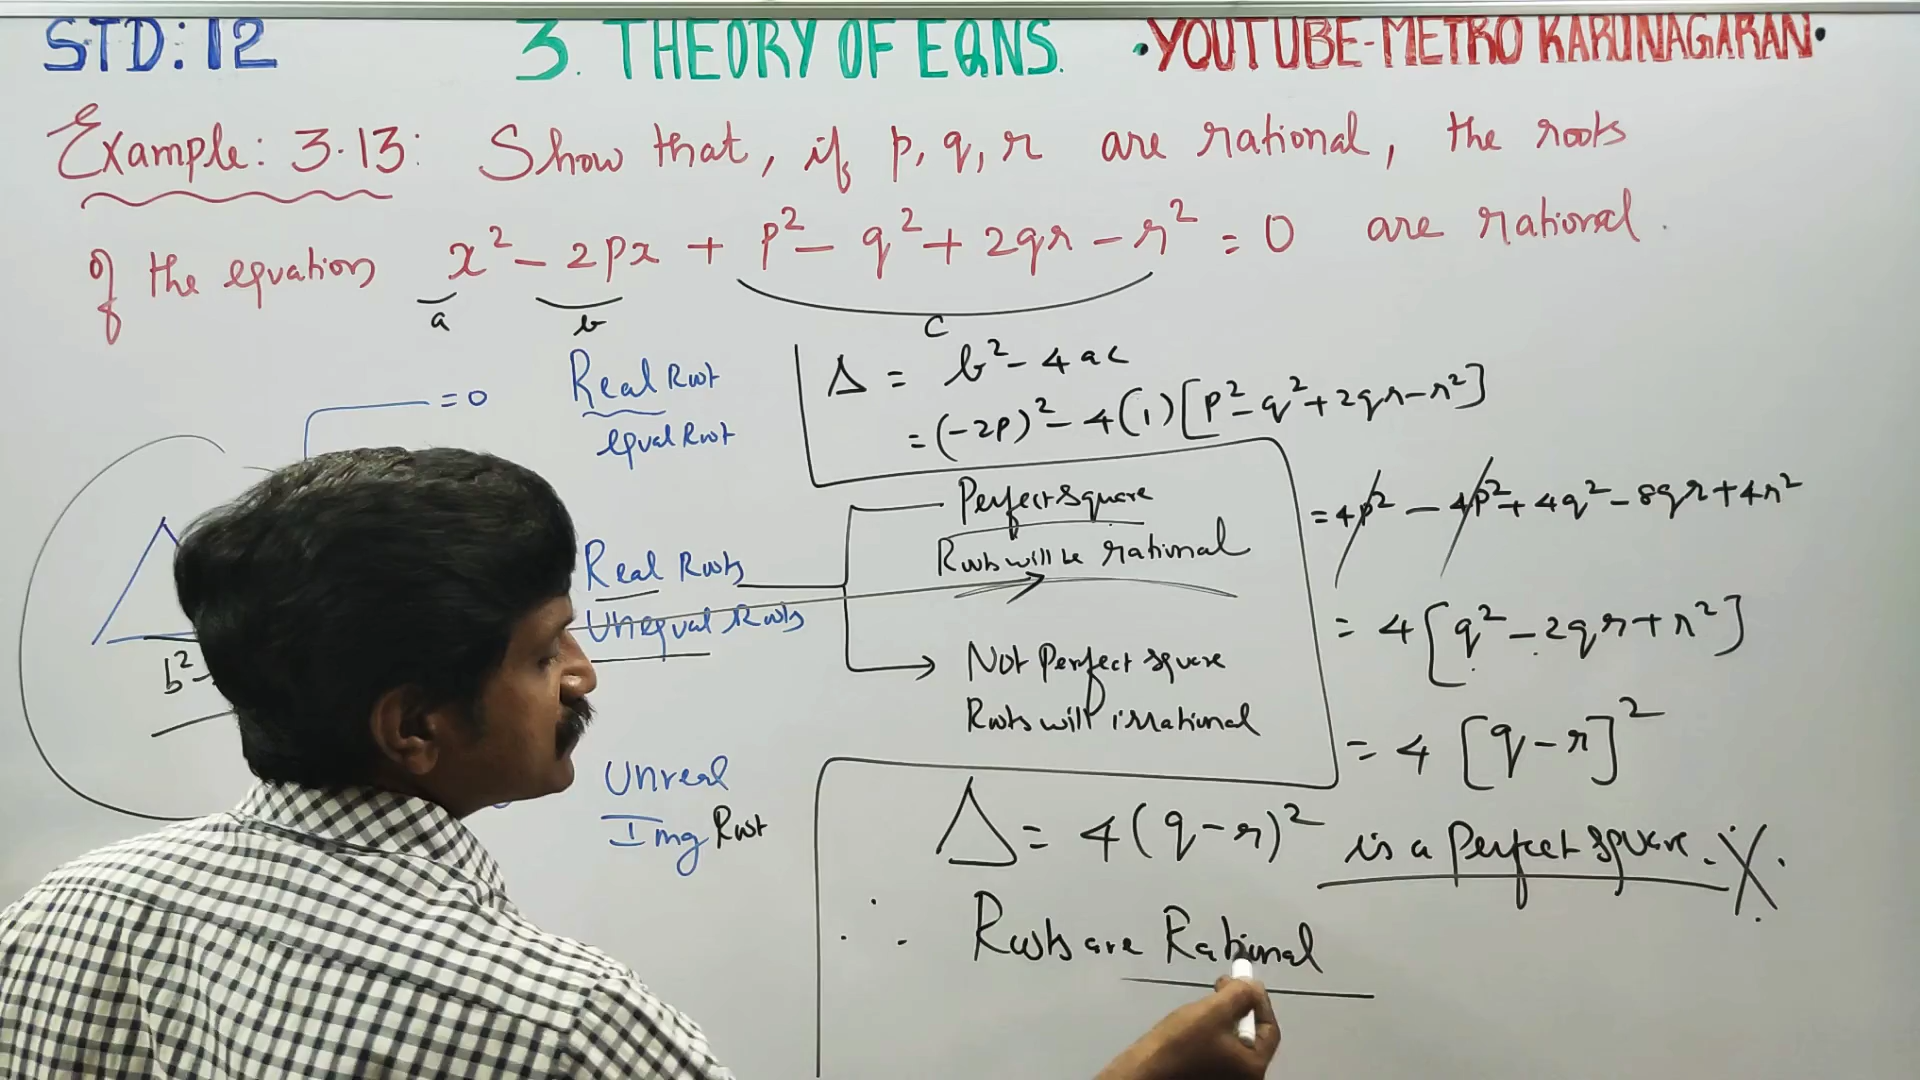 STD: 12 3. THEORY OF EQNS. • YOUTUBE-METRO KARUNAGARAN •
Example: 3.13: Show that, if p, q, r are rational, the roots
of the equation x² - 2px + p² - q² + 2qr - r² = 0 are rational.
a b c
= 0
Real Root
equal Root
Real Roots
Unequal Roots
Unreal
Img Root
b²-
Δ = b² - 4ac
= (-2p)² - 4(1)[p² - q² + 2qr - r²]
Perfect square
Roots will be rational
Not Perfect square
Roots will irrational
= 4p² - 4p² + 4q² - 8qr + 4r²
= 4[q² - 2qr + r²]
= 4[q - r]²
Δ = 4(q - r)² is a Perfect square.
∴ Roots are Rational